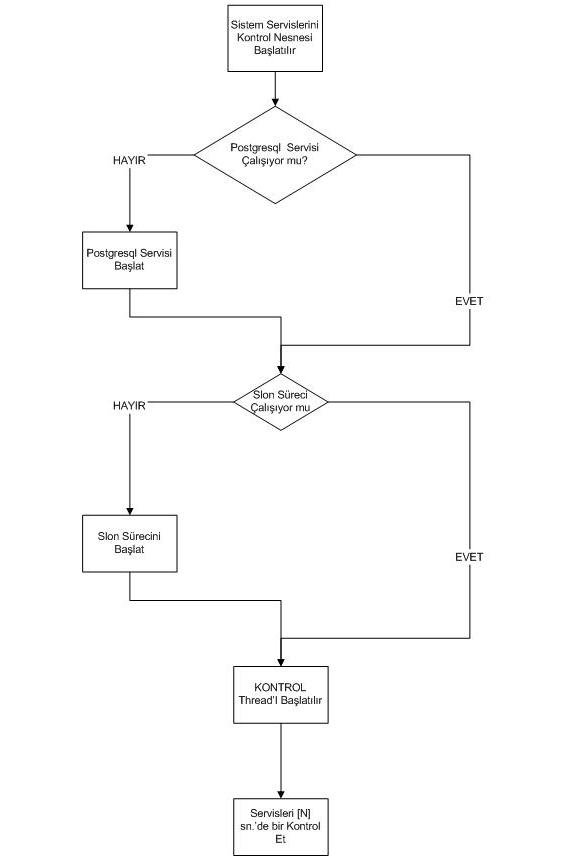 Sistem Servislerini
Kontrol Nesnesi
Başlatılır
Postgresql  Servisi
Çalışıyor mu?
HAYIR
Postgresql Servisi
Başlat
EVET
Slon Süreci
Çalışıyor mu
HAYIR
Slon Sürecini
Başlat
EVET
KONTROL
Thread'I Başlatılır
Servisleri [N]
sn.'de bir Kontrol
Et